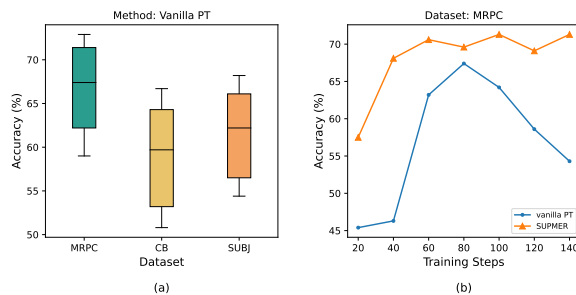 Method: Vanilla PT
Accuracy (%)
70
65
60
55
50
MRPC CB SUBJ
Dataset
(a)
Dataset: MRPC
Accuracy (%)
70
65
60
55
50
45
vanilla PT
SUPMER
20 40 60 80 100 120 140
Training Steps
(b)